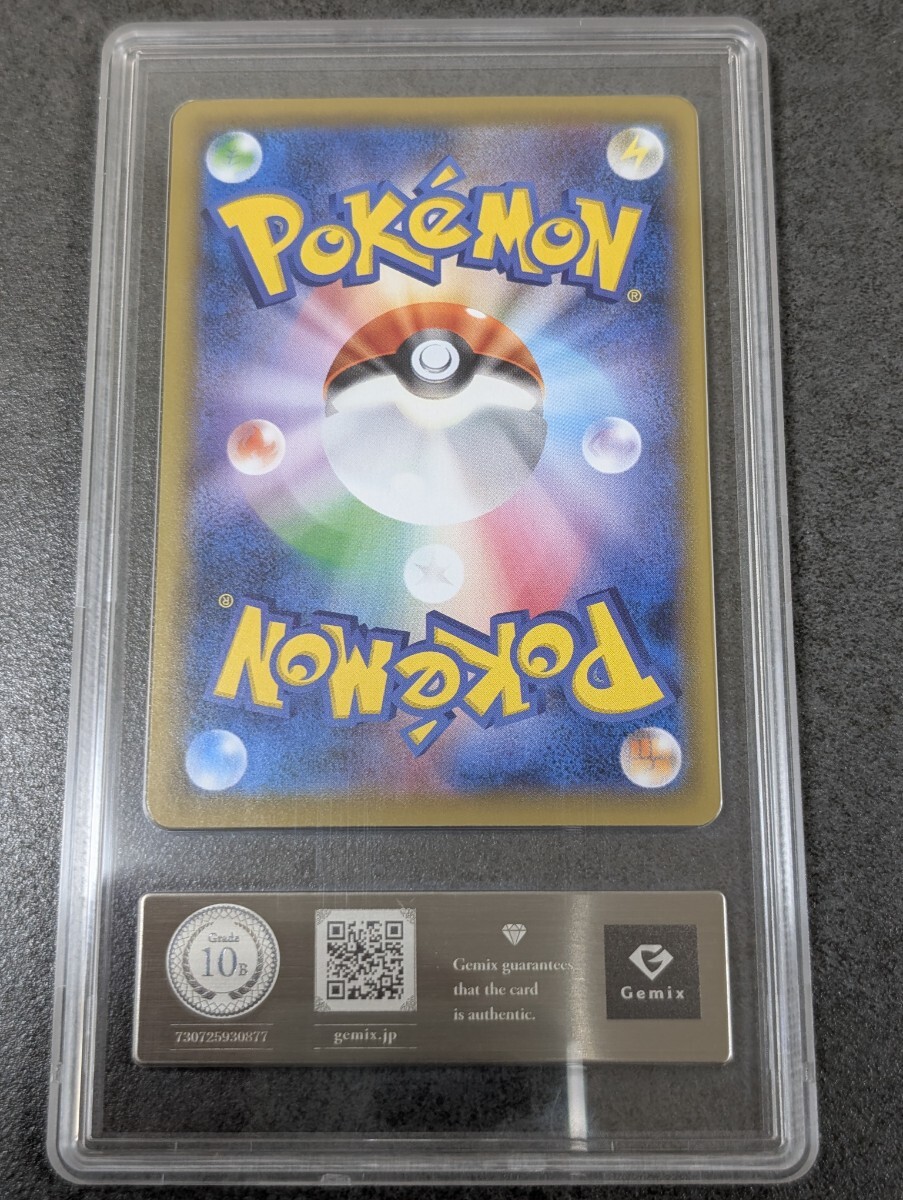 POKéMON
®
®
POKéMON
Grade
10B
730725930877
gemix.jp
Gemix guarantees
that the card
is authentic.
G
Gemix